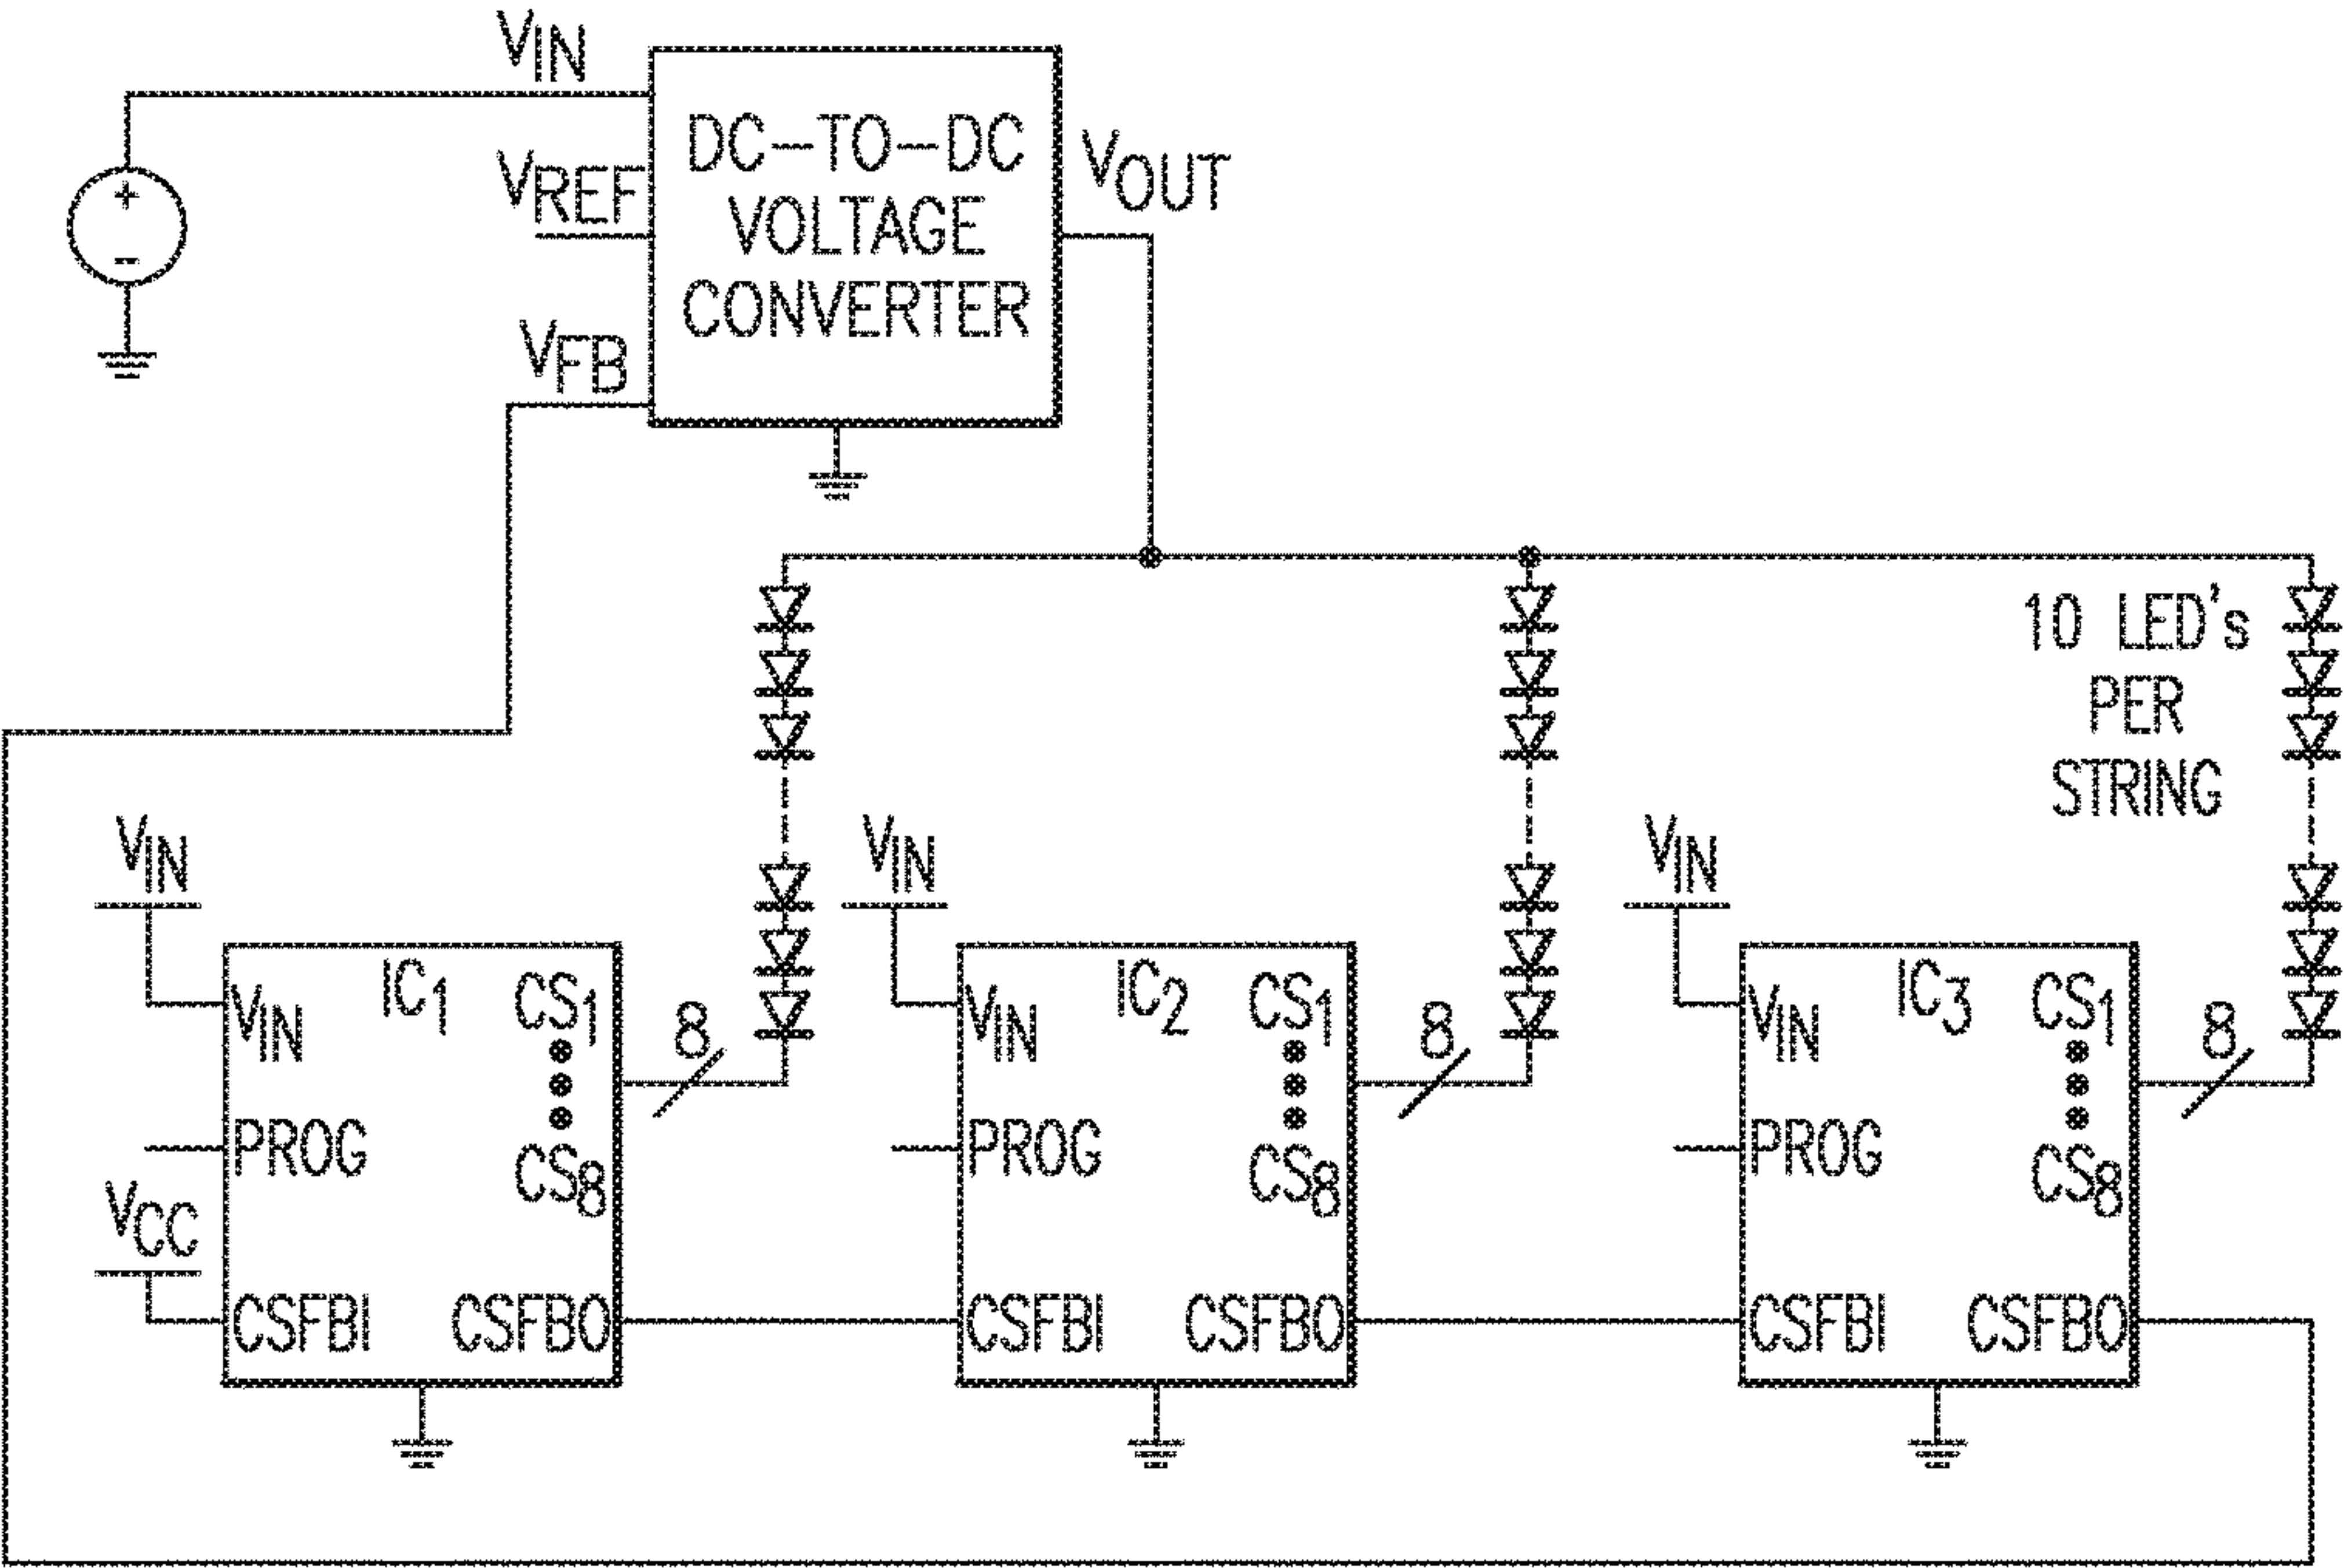 VIN
+
-
VREF
VFB
DC-TO-DC
VOLTAGE
CONVERTER
VOUT
10 LED's
PER
STRING
VIN
VIN
IC1
CS1
CS8
PROG
VCC
CSFBI
CSFBO
8
VIN
VIN
IC2
CS1
CS8
PROG
CSFBI
CSFBO
8
VIN
VIN
IC3
CS1
CS8
PROG
CSFBI
CSFBO
8